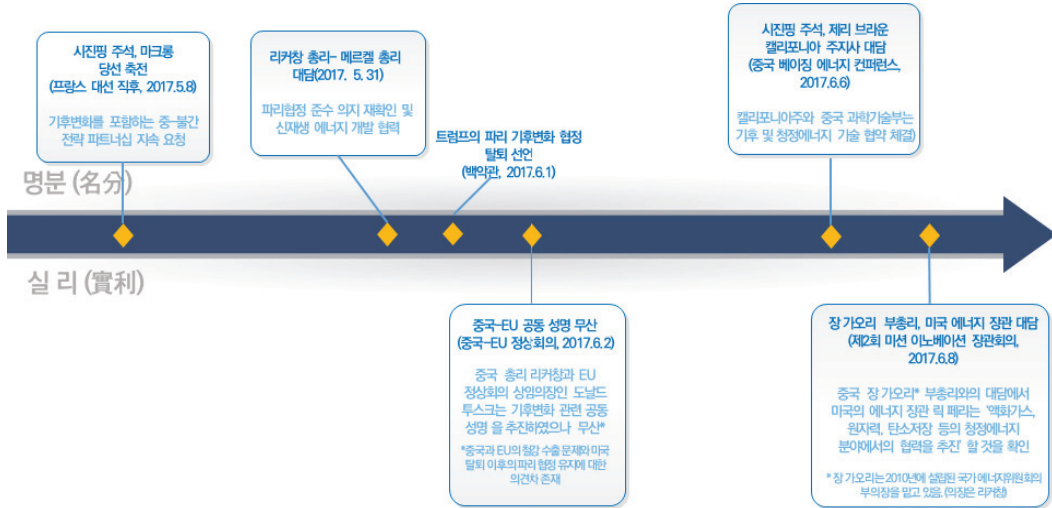 시진핑 주석, 마크롱
당선 축전
(프랑스 대선 직후, 2017.5.8)
기후변화를 포함하는 중-불간
전략 파트너십 지속 요청
리커창 총리- 메르켈 총리
대담(2017. 5. 31)
파리협정 준수 의지 재확인 및
신재생 에너지 개발 협력
트럼프의 파리 기후변화 협정
탈퇴 선언
(백악관, 2017.6.1)
시진핑 주석, 제리 브라운
캘리포니아 주지사 대담
(중국 베이징 에너지 컨퍼런스,
2017.6.6)
캘리포니아주와 중국 과학기술부는
기후 및 청정에너지 기술 협약 체결)
명분 (名分)
실 리 (實利)
중국-EU 공동 성명 무산
(중국-EU 정상회의, 2017.6.2)
중국 총리 리커창과 EU
정상회의 상임의장인 도날드
투스크는 기후변화 관련 공동
성명 을 추진하였으나 무산*
*중국과 EU의 철강 수출 문제와 미국
탈퇴 이후의 파리 협정 유지에 대한
의견차 존재
장 가오리 부총리, 미국 에너지 장관 대담
(제2회 미션 이노베이션 장관회의,
2017.6.8)
중국 장 가오리* 부총리와의 대담에서
미국의 에너지 장관 릭 페리는 '액화가스,
원자력, 탄소저장 등의 청정에너지
분야에서의 협력을 추진' 할 것을 확인
* 장 가오리는 2010년에 설립된 국가 에너지위원회의
부의장을 맡고 있음. (의장은 리커창)